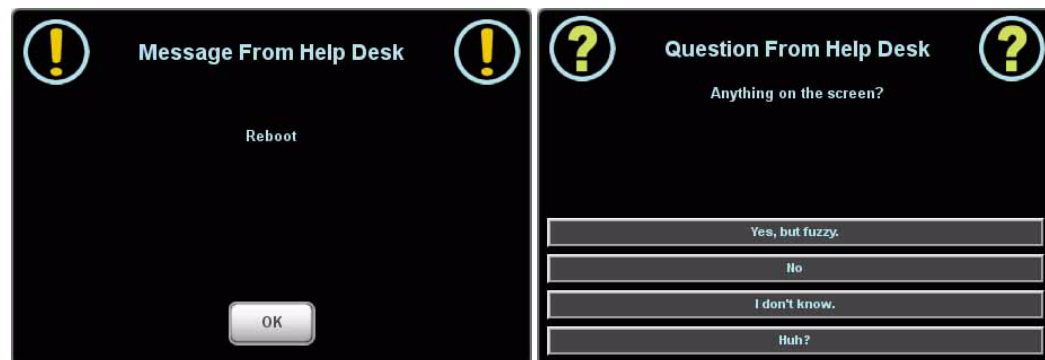 Message From Help Desk
Reboot
OK
Question From Help Desk
Anything on the screen?
Yes, but fuzzy.
No
I don't know.
Huh?